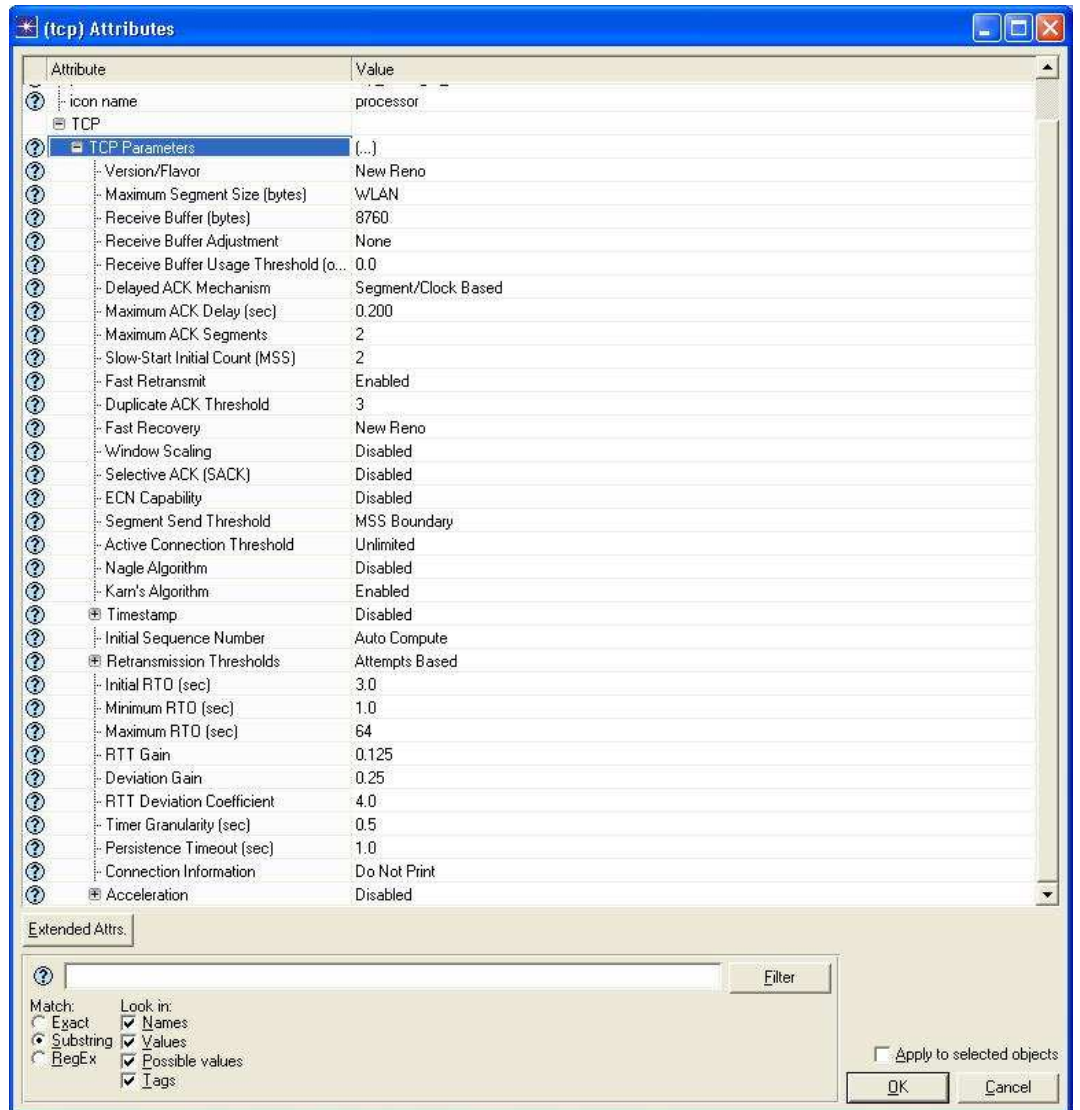 (tcp) Attributes
Attribute Value
icon name processor
TCP
TCP Parameters (...)
Version/Flavor New Reno
Maximum Segment Size (bytes) WLAN
Receive Buffer (bytes) 8760
Receive Buffer Adjustment None
Receive Buffer Usage Threshold (o... 0.0
Delayed ACK Mechanism Segment/Clock Based
Maximum ACK Delay (sec) 0.200
Maximum ACK Segments 2
Slow-Start Initial Count (MSS) 2
Fast Retransmit Enabled
Duplicate ACK Threshold 3
Fast Recovery New Reno
Window Scaling Disabled
Selective ACK (SACK) Disabled
ECN Capability Disabled
Segment Send Threshold MSS Boundary
Active Connection Threshold Unlimited
Nagle Algorithm Disabled
Karn's Algorithm Enabled
Timestamp Disabled
Initial Sequence Number Auto Compute
Retransmission Thresholds Attempts Based
Initial RTO (sec) 3.0
Minimum RTO (sec) 1.0
Maximum RTO (sec) 64
RTT Gain 0.125
Deviation Gain 0.25
RTT Deviation Coefficient 4.0
Timer Granularity (sec) 0.5
Persistence Timeout (sec) 1.0
Connection Information Do Not Print
Acceleration Disabled
Extended Attrs.
Filter
Match: Look in:
Exact Names
Substring Values
RegEx Possible values
Tags
Apply to selected objects
OK Cancel